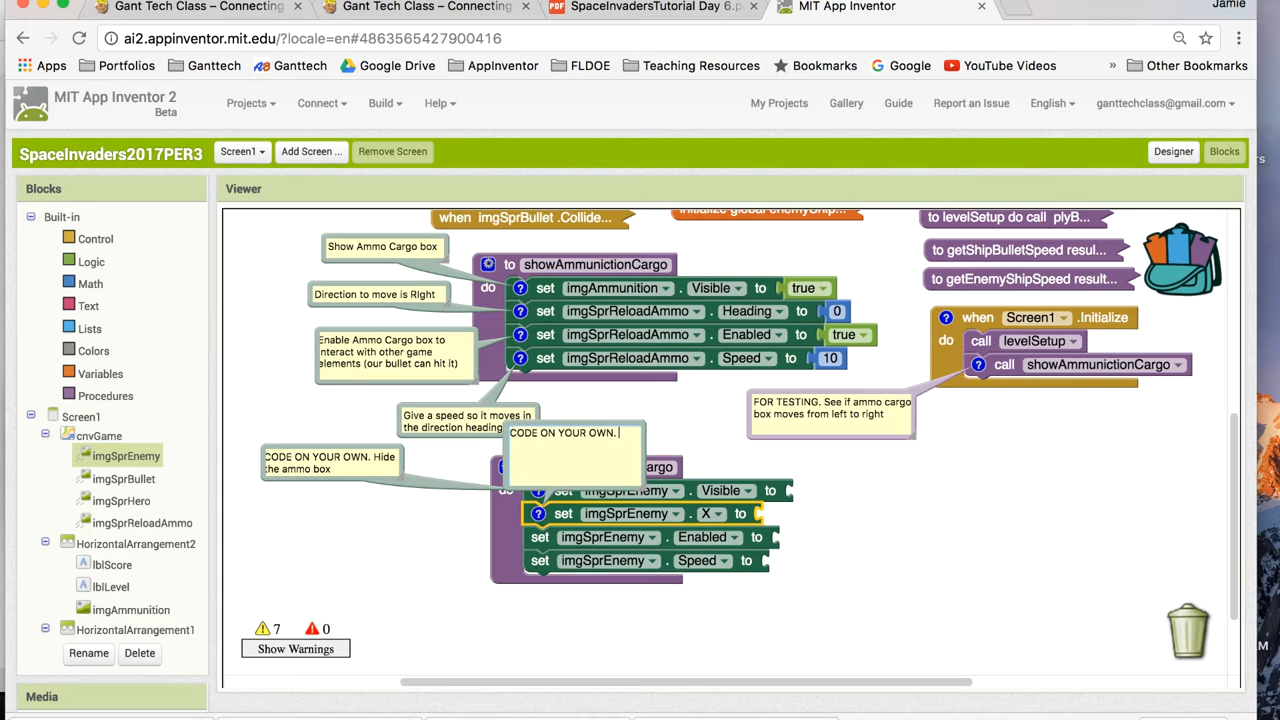 Gant Tech Class – Connecting
Gant Tech Class – Connecting
SpaceInvadersTutorial Day 6.p
MIT App Inventor
Jamie
ai2.appinventor.mit.edu/?locale=en#4863565427900416
Apps
Portfolios
Ganttech
Ganttech
Google Drive
AppInventor
FLDOE
Teaching Resources
Bookmarks
Google
YouTube Videos
»
Other Bookmarks
MIT App Inventor 2
Beta
Projects
Connect
Build
Help
My Projects
Gallery
Guide
Report an Issue
English
ganttechclass@gmail.com
SpaceInvaders2017PER3
Screen1
Add Screen ...
Remove Screen
Designer
Blocks
Blocks
Viewer
Built-in
Control
Logic
Math
Text
Lists
Colors
Variables
Procedures
Screen1
cnvGame
imgSprEnemy
imgSprBullet
imgSprHero
imgSprReloadAmmo
HorizontalArrangement2
lblScore
lblLevel
imgAmmunition
HorizontalArrangement1
Rename
Delete
Media
when imgSprBullet .Collide...
initialize global enemyShip...
to levelSetup do call plyB...
to getShipBulletSpeed resul...
to getEnemyShipSpeed result...
Show Ammo Cargo box
Direction to move is RIght
Enable Ammo Cargo box to
interact with other game
elements (our bullet can hit it)
Give a speed so it moves in
the direction heading
to showAmmunictionCargo
do set imgAmmunition . Visible to true
set imgSprReloadAmmo . Heading to 0
set imgSprReloadAmmo . Enabled to true
set imgSprReloadAmmo . Speed to 10
when Screen1 .Initialize
do call levelSetup
call showAmmunictionCargo
FOR TESTING. See if ammo cargo
box moves from left to right
CODE ON YOUR OWN. Hide
the ammo box
CODE ON YOUR OWN.
argo
do set imgSprEnemy . Visible to
set imgSprEnemy . X to
set imgSprEnemy . Enabled to
set imgSprEnemy . Speed to
7
0
Show Warnings